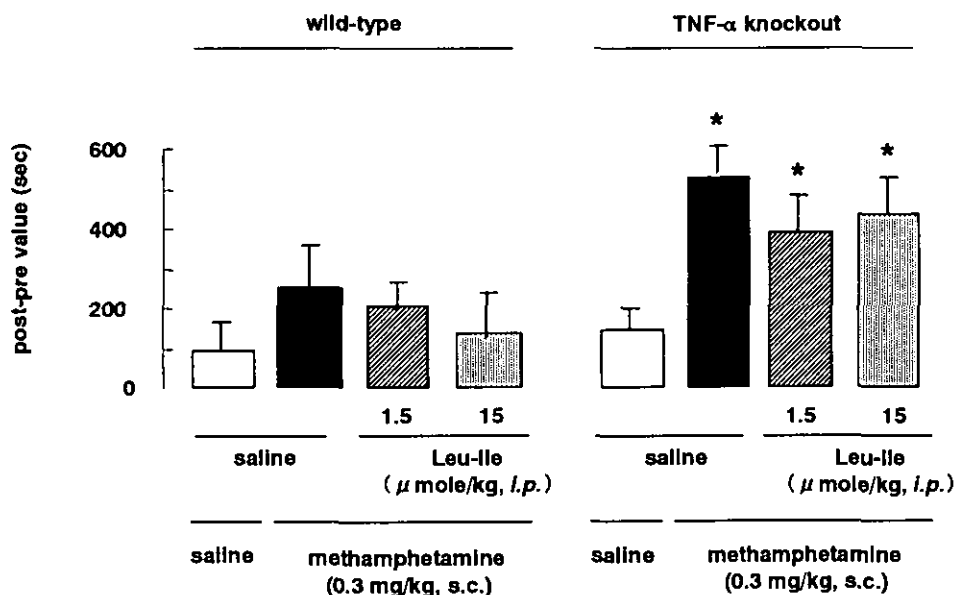 wild-type TNF-α knockout
*
* *
post-pre value (sec)
600
400
200
0
1.5 15 1.5 15
saline Leu-Ile saline Leu-Ile
(μ mole/kg, i.p.) (μ mole/kg, i.p.)
saline methamphetamine saline methamphetamine
(0.3 mg/kg, s.c.) (0.3 mg/kg, s.c.)